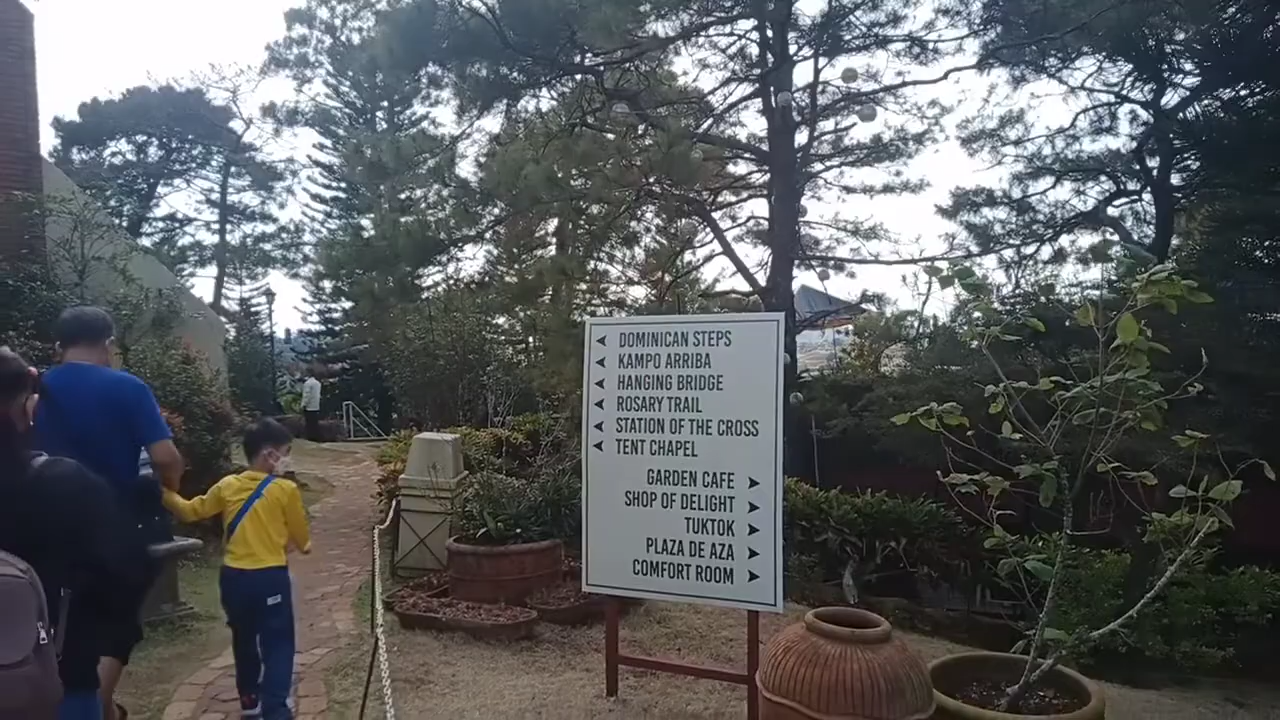 DOMINICAN STEPS
KAMPO ARRIBA
HANGING BRIDGE
ROSARY TRAIL
STATION OF THE CROSS
TENT CHAPEL
GARDEN CAFE
SHOP OF DELIGHT
TUKTOK
PLAZA DE AZA
COMFORT ROOM